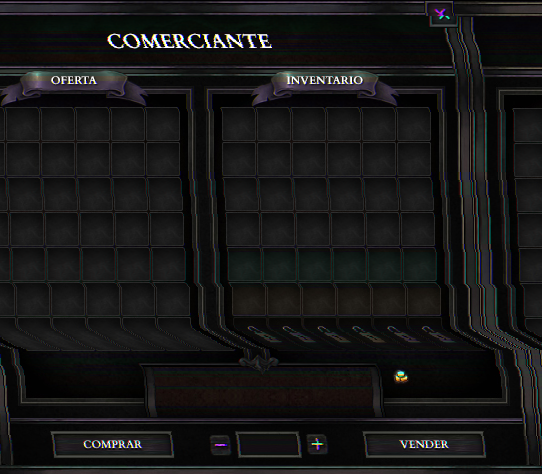 COMERCIANTE
OFERTA
INVENTARIO
COMPRAR
VENDER